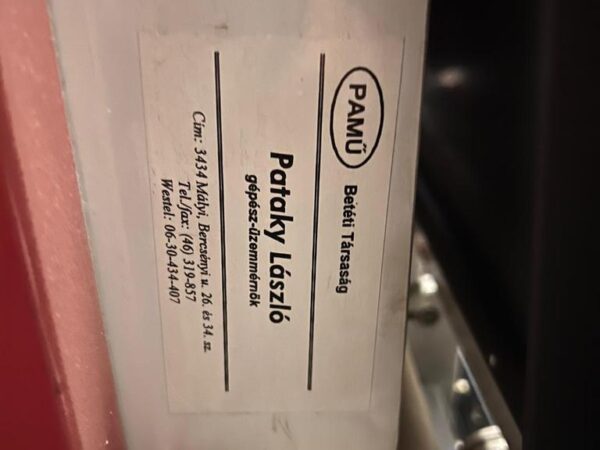 PAMŰ Betéti Társaság
Pataky László
gépész-üzemmérnök
Cím: 3434 Mályi, Bercsényi u. 26. és 34. sz.
Tel./fax: (46) 319-857
Westel: 06-30-434-407